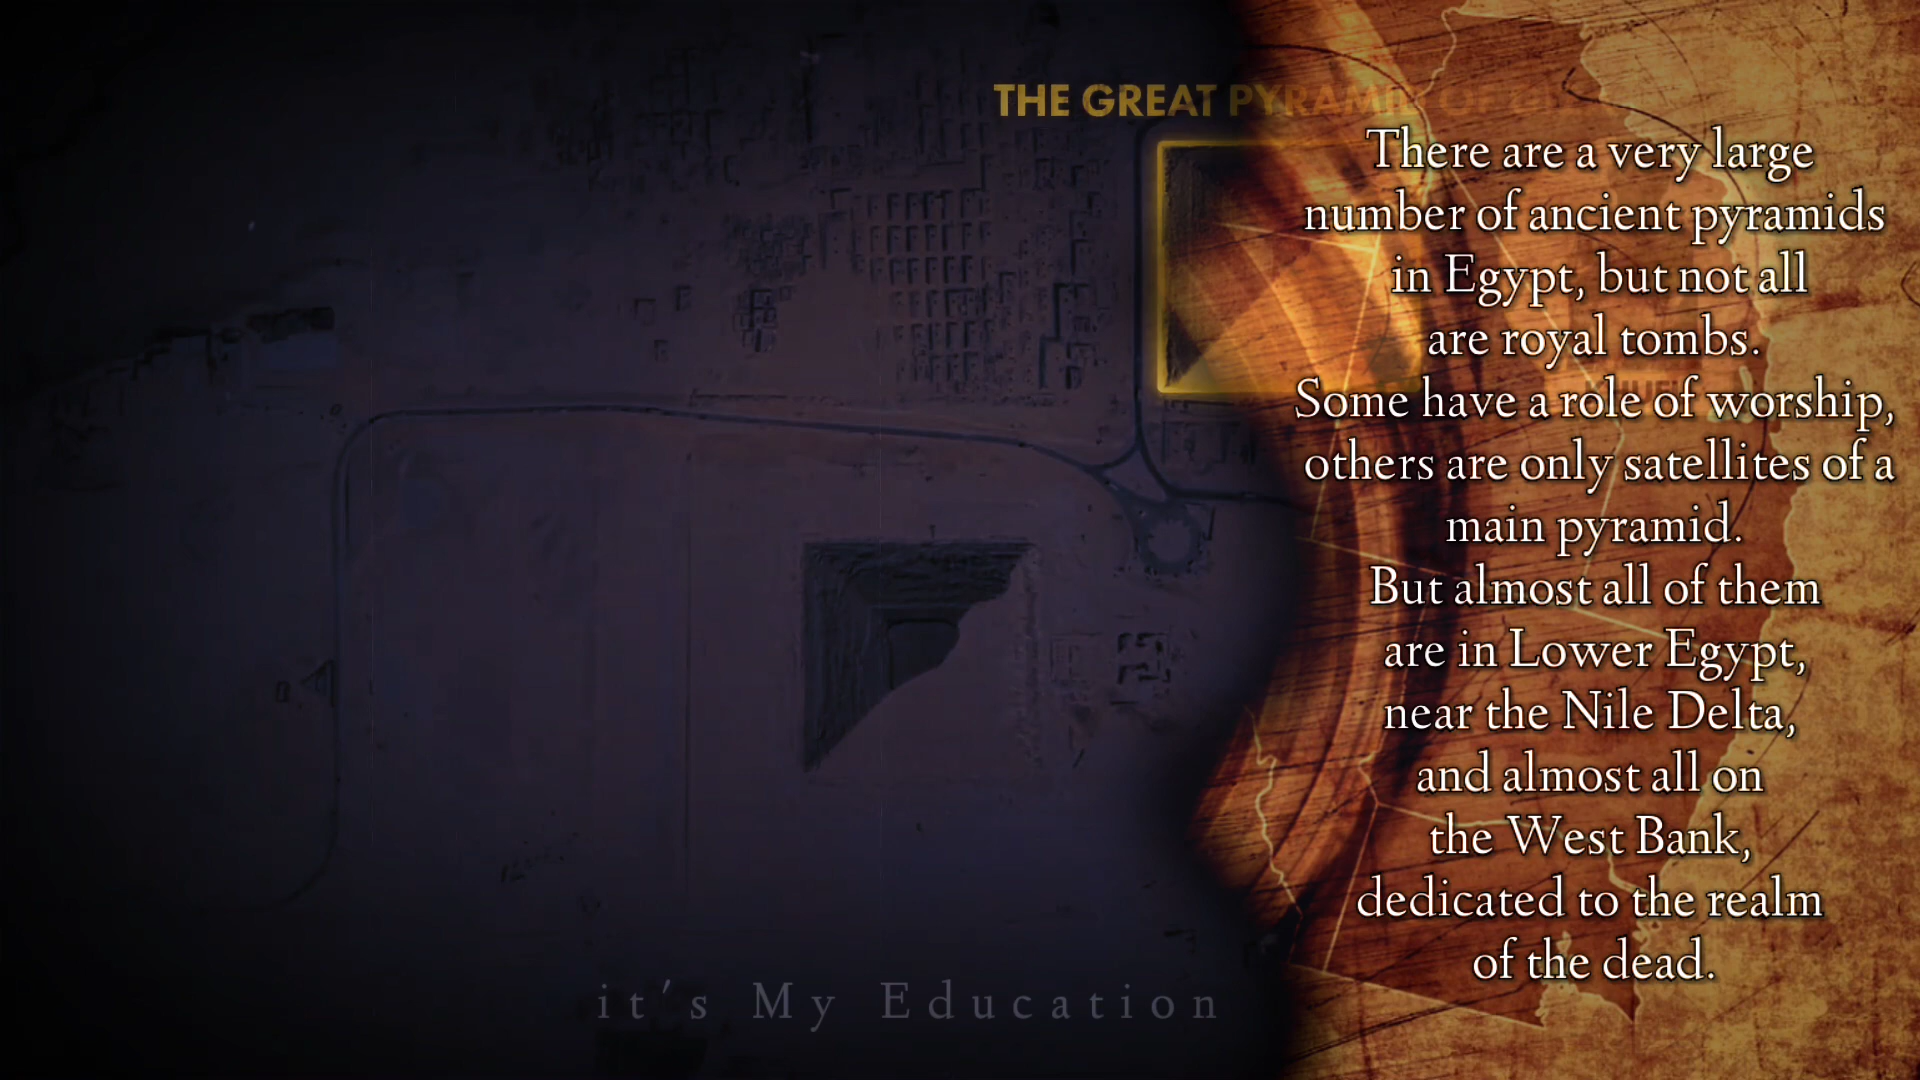 THE GREAT PYRAMID OF
There are a very large
number of ancient pyramids
in Egypt, but not all
are royal tombs.
Some have a role of worship,
others are only satellites of a
main pyramid.
But almost all of them
are in Lower Egypt,
near the Nile Delta,
and almost all on
the West Bank,
dedicated to the realm
of the dead.
it's My Education